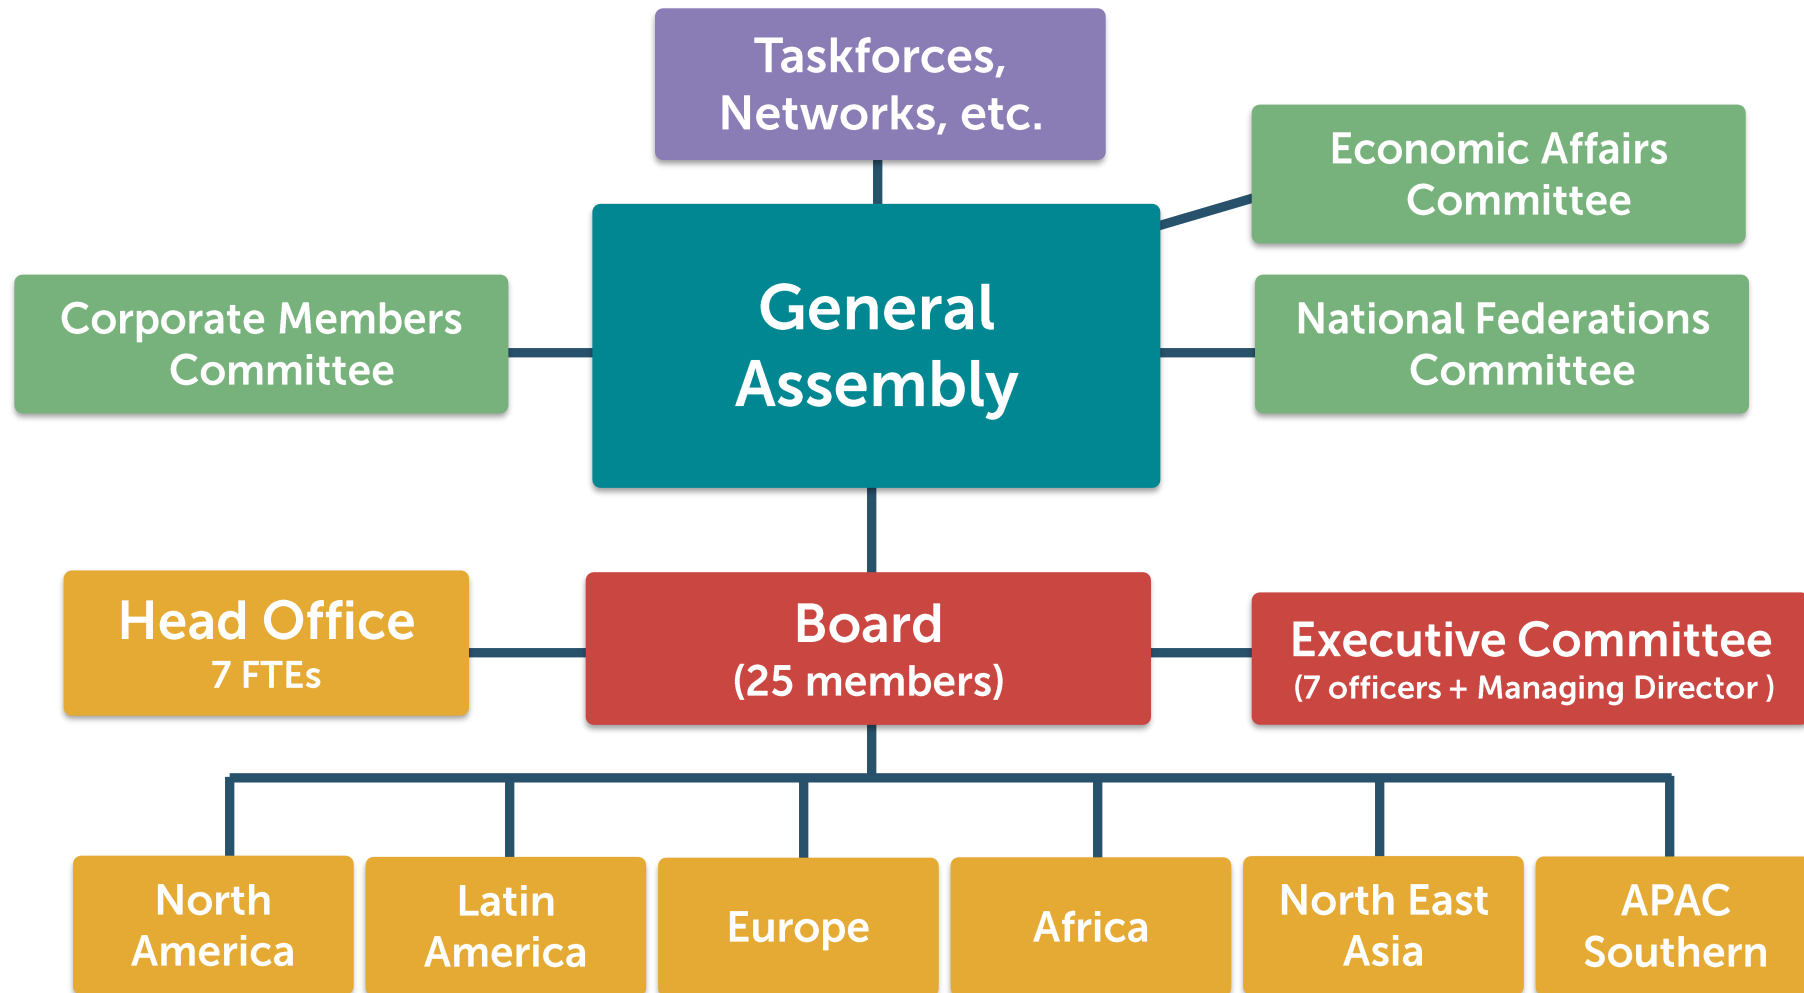 Taskforces,
Networks, etc.
Economic Affairs
Committee
General
Assembly
Corporate Members
Committee
National Federations
Committee
Head Office
7 FTEs
Board
(25 members)
Executive Committee
(7 officers + Managing Director )
North
America
Latin
America
Europe
Africa
North East
Asia
APAC
Southern